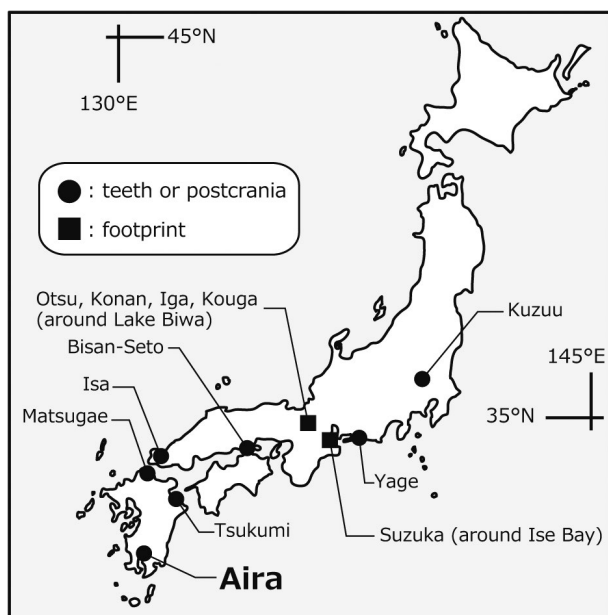 45°N
130°E
: teeth or postcrania
: footprint
Otsu, Konan, Iga, Kouga
(around Lake Biwa)
Kuzuu
Bisan-Seto
145°E
Isa
Matsugae
35°N
Yage
Tsukumi
Suzuka (around Ise Bay)
Aira